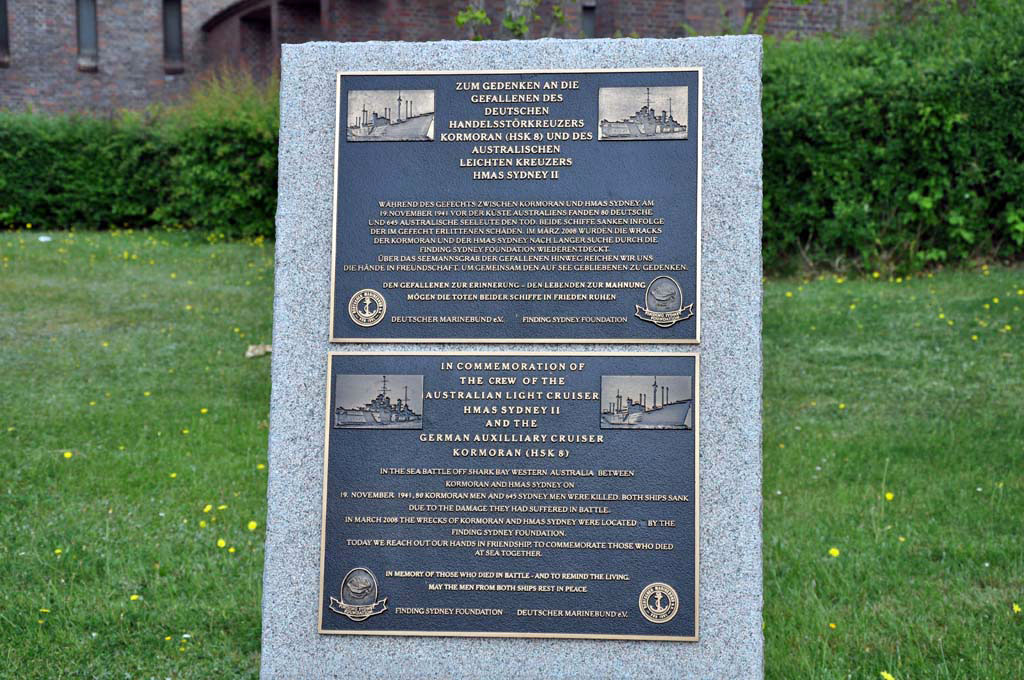 ZUM GEDENKEN AN DIE
GEFALLENEN DES
DEUTSCHEN
HANDELSSTÖRKREUZERS
KORMORAN (HSK 8) UND DES
AUSTRALISCHEN
LEICHTEN KREUZERS
HMAS SYDNEY II
WÄHREND DES GEFECHTS ZWISCHEN KORMORAN UND HMAS SYDNEY AM
19. NOVEMBER 1941 VOR DER KÜSTE AUSTRALIENS FANDEN 80 DEUTSCHE
UND 645 AUSTRALISCHE SEELEUTE DEN TOD. BEIDE SCHIFFE SANKEN INFOLGE
DER IM GEFECHT ERLITTENEN SCHÄDEN. IM MÄRZ 2008 WURDEN DIE WRACKS
DER KORMORAN UND DER HMAS SYDNEY NACH LANGER SUCHE DURCH DIE
FINDING SYDNEY FOUNDATION WIEDERENTDECKT.
ÜBER DAS SEEMANNSGRAB DER GEFALLENEN HINWEG REICHEN WIR UNS
DIE HÄNDE IN FREUNDSCHAFT, UM GEMEINSAM DEN AUF SEE GEBLIEBENEN ZU GEDENKEN.
DEN GEFALLENEN ZUR ERINNERUNG – DEN LEBENDEN ZUR MAHNUNG
MÖGEN DIE TOTEN BEIDER SCHIFFE IN FRIEDEN RUHEN
DEUTSCHER MARINEBUND e.V. FINDING SYDNEY FOUNDATION
FINDING SYDNEY
FOUNDATION
IN COMMEMORATION OF
THE CREW OF THE
AUSTRALIAN LIGHT CRUISER
HMAS SYDNEY II
AND THE
GERMAN AUXILLIARY CRUISER
KORMORAN (HSK 8)
IN THE SEA BATTLE OFF SHARK BAY WESTERN AUSTRALIA BETWEEN
KORMORAN AND HMAS SYDNEY ON
19. NOVEMBER 1941, 80 KORMORAN MEN AND 645 SYDNEY MEN WERE KILLED. BOTH SHIPS SANK
DUE TO THE DAMAGE THEY HAD SUFFERED IN BATTLE.
IN MARCH 2008 THE WRECKS OF KORMORAN AND HMAS SYDNEY WERE LOCATED BY THE
FINDING SYDNEY FOUNDATION.
TODAY WE REACH OUT OUR HANDS IN FRIENDSHIP, TO COMMEMORATE THOSE WHO DIED
AT SEA TOGETHER.
IN MEMORY OF THOSE WHO DIED IN BATTLE - AND TO REMIND THE LIVING.
MAY THE MEN FROM BOTH SHIPS REST IN PEACE
FINDING SYDNEY FOUNDATION DEUTSCHER MARINEBUND e.V.